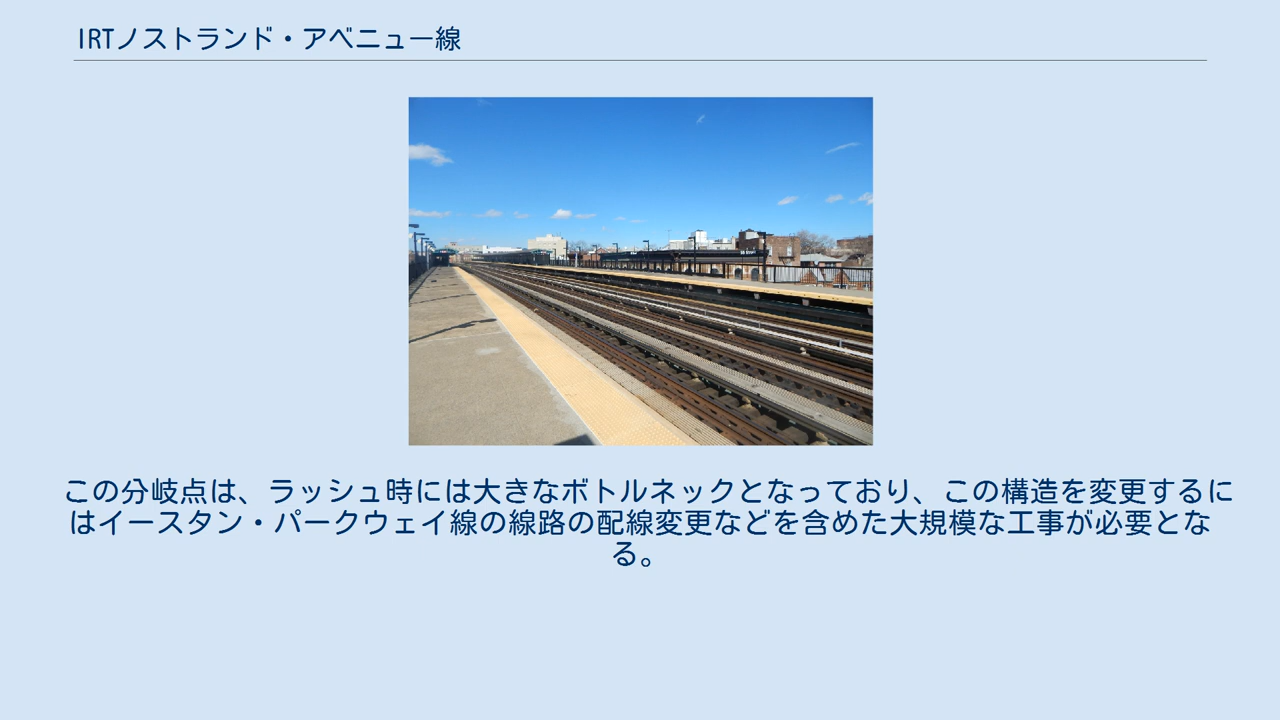 IRTノストランド・アベニュー線
この分岐点は、ラッシュ時には大きなボトルネックとなっており、この構造を変更するに
はイースタン・パークウェイ線の線路の配線変更などを含めた大規模な工事が必要とな
る。